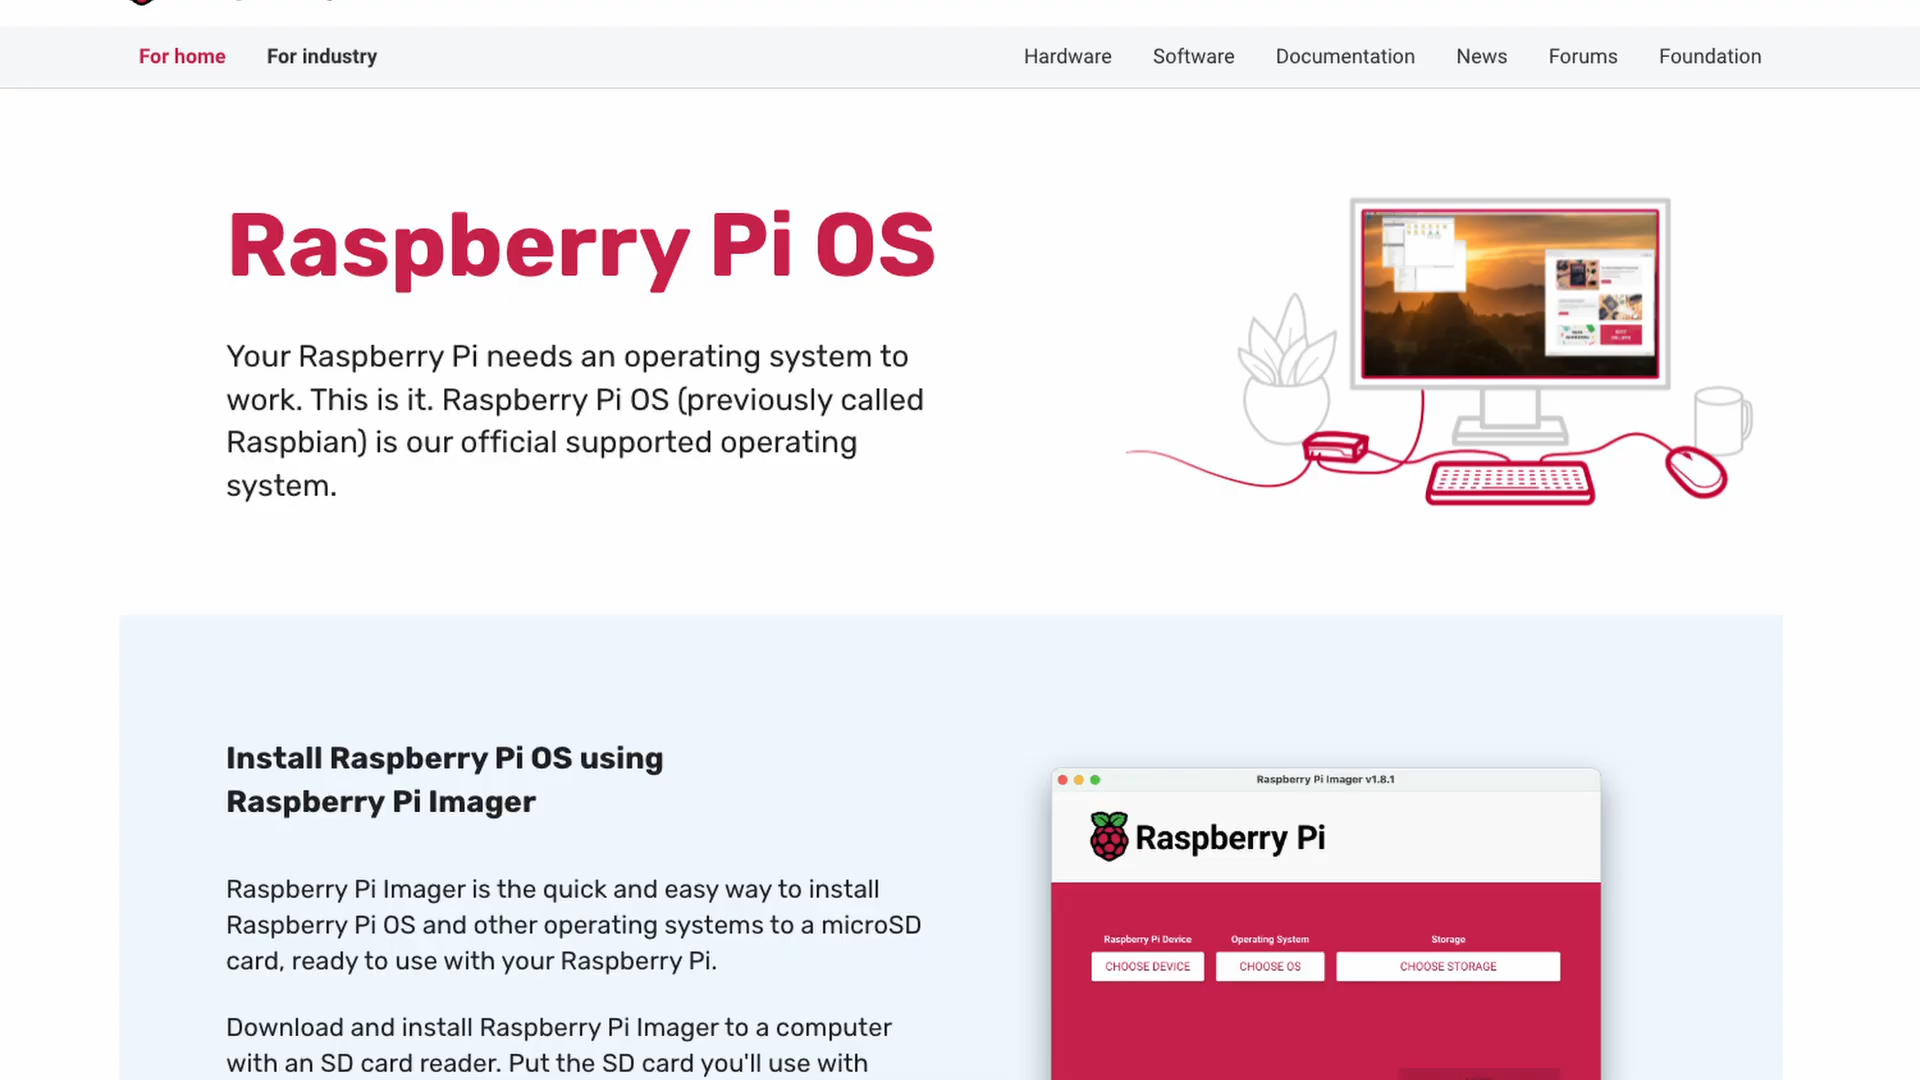 For home For industry Hardware Software Documentation News Forums Foundation
Raspberry Pi OS
Your Raspberry Pi needs an operating system to
work. This is it. Raspberry Pi OS (previously called
Raspbian) is our official supported operating
system.
Install Raspberry Pi OS using
Raspberry Pi Imager
Raspberry Pi Imager is the quick and easy way to install
Raspberry Pi OS and other operating systems to a microSD
card, ready to use with your Raspberry Pi.
Download and install Raspberry Pi Imager to a computer
with an SD card reader. Put the SD card you'll use with
Raspberry Pi Imager v1.8.1
Raspberry Pi
Raspberry Pi Device Operating System Storage
CHOOSE DEVICE CHOOSE OS CHOOSE STORAGE